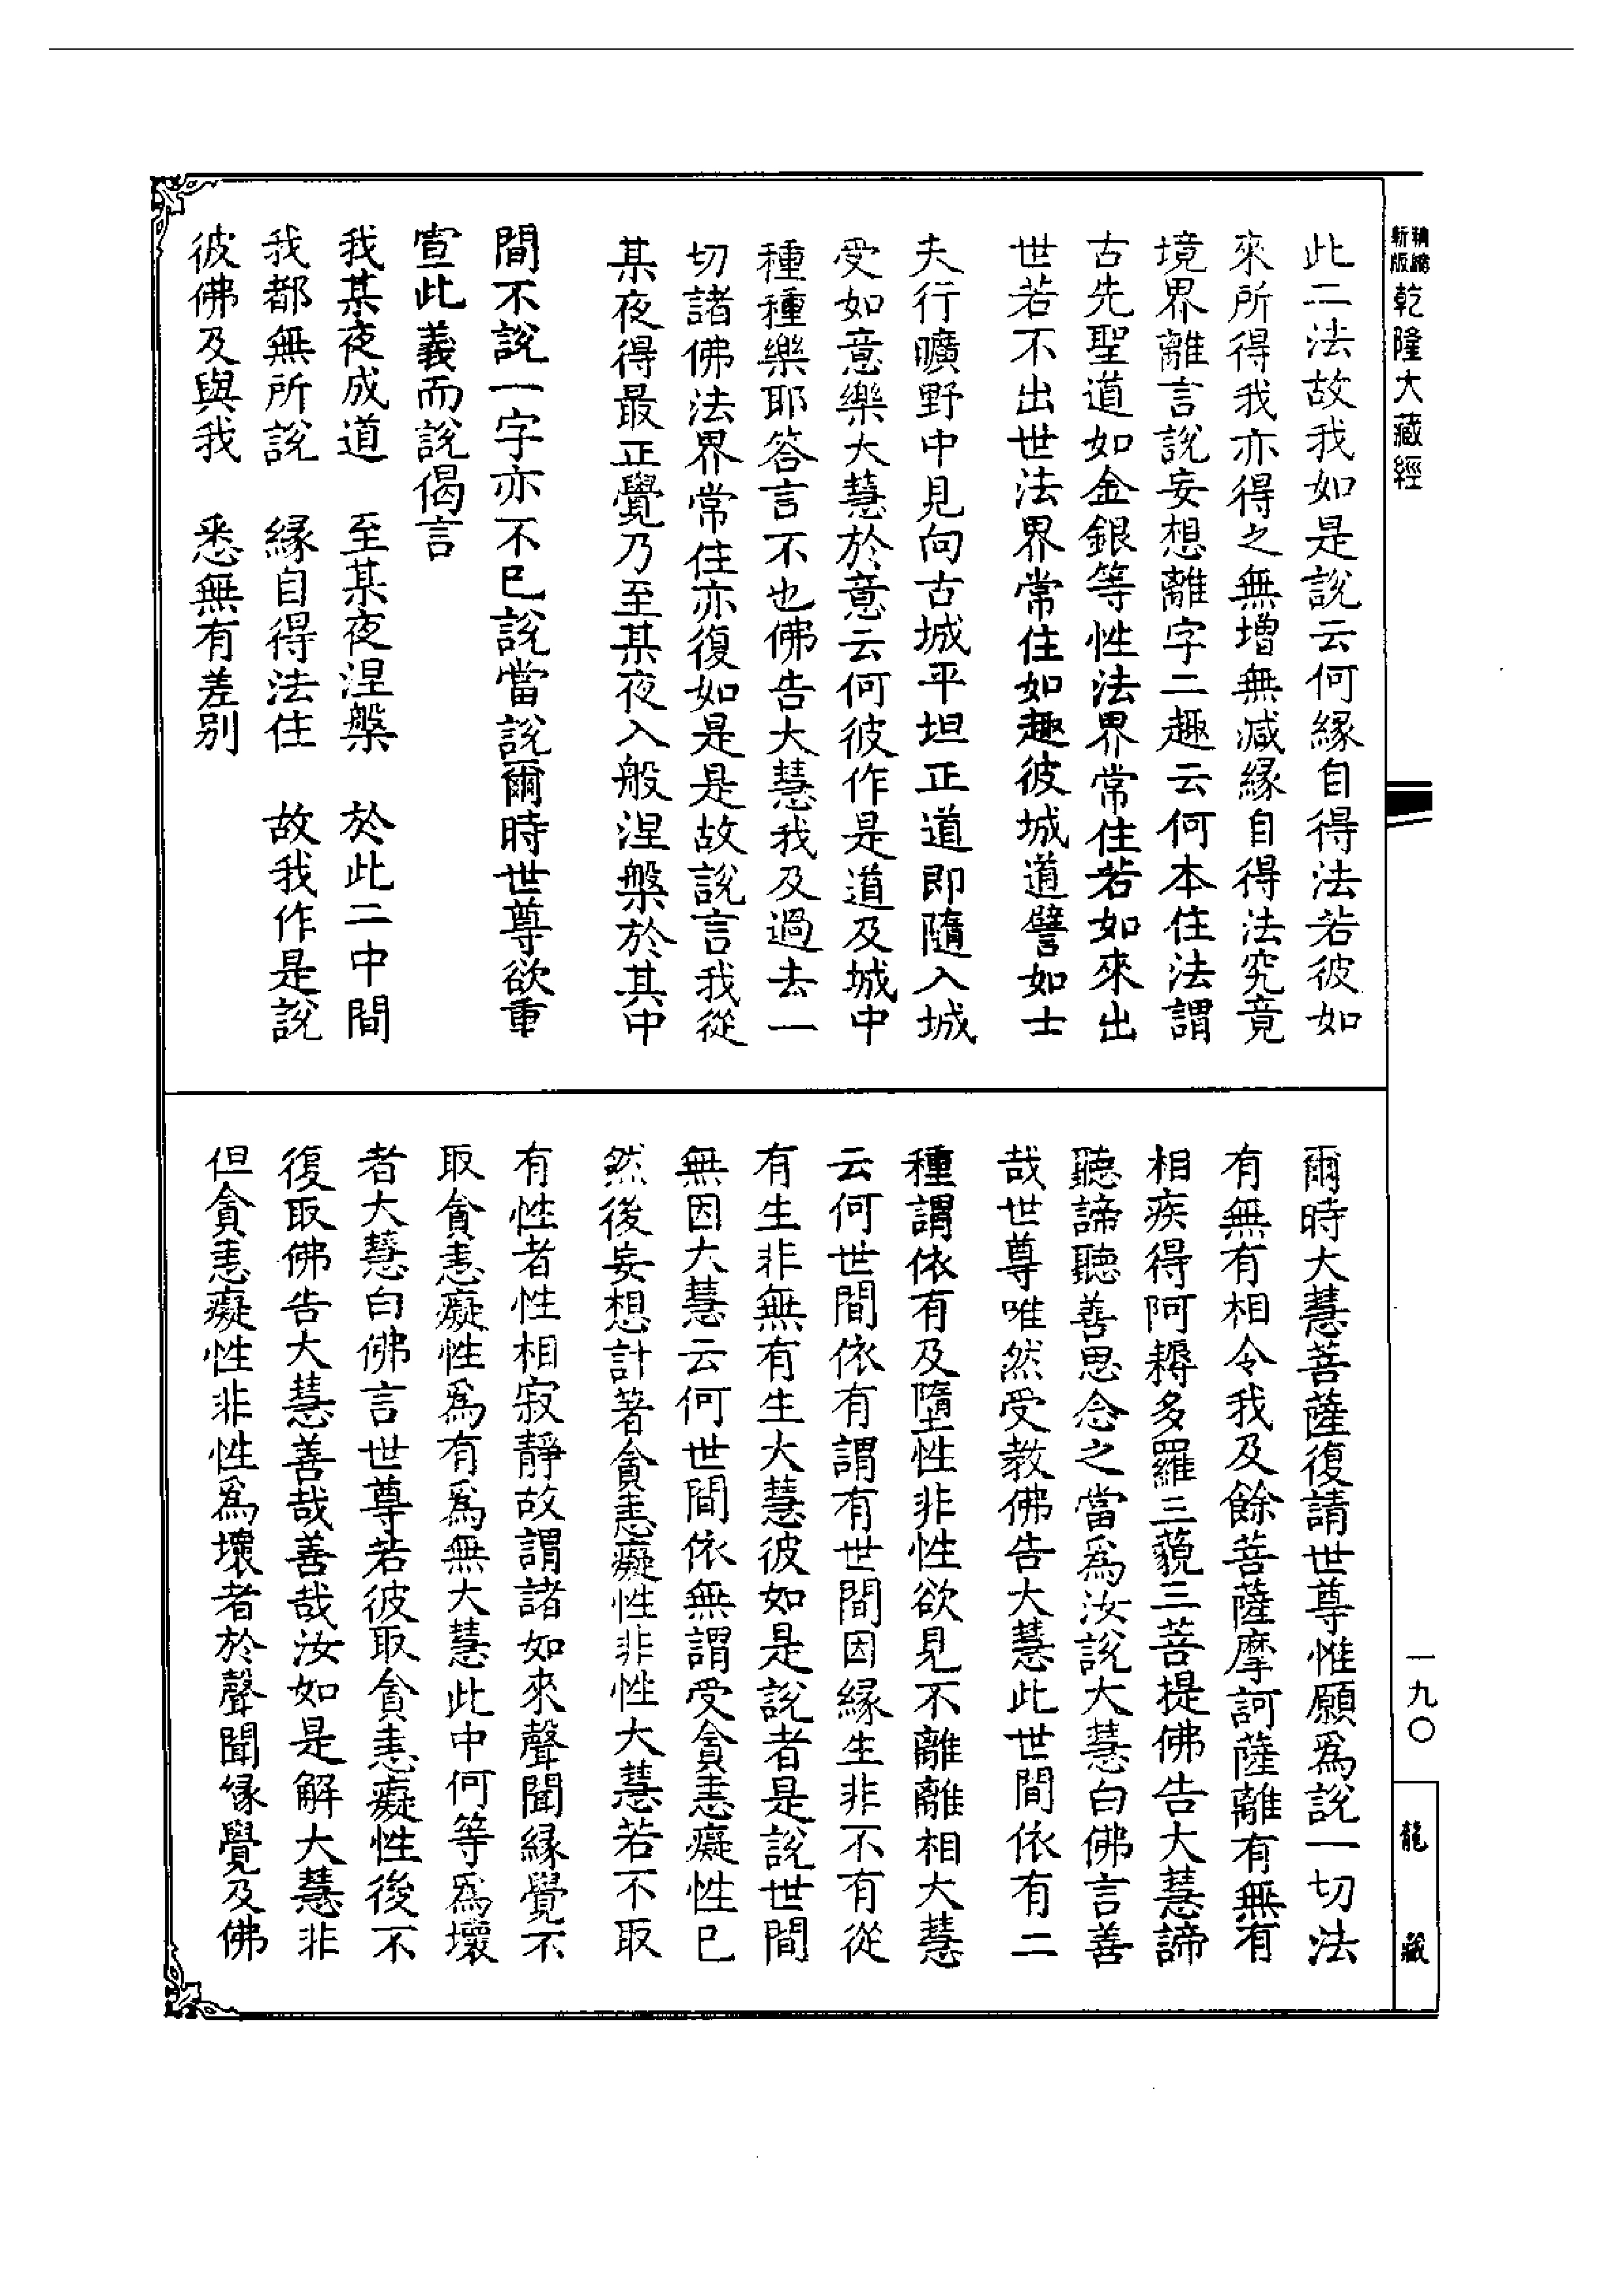 新版
精縮
乾隆大藏經
此二法故我如是說云何緣自得法若彼如
來所得我亦得之無增無減緣自得法究竟
境界離言說妄想離字二趣云何本住法謂
古先聖道如金銀等性法界常住若如來出
世若不出世法界常住如趣彼城道譬如士
夫行曠野中見向古城平坦正道即隨入城
受如意樂大慧於意云何彼作是道及城中
種種樂耶答言不也佛告大慧我及過去一
切諸佛法界常住亦復如是是故說言我從
某夜得最正覺乃至某夜入般涅槃於其中
間不說一字亦不已說當說爾時世尊欲重
宣此義而說偈言
我某夜成道　至某夜涅槃　於此二中間
我都無所說　緣自得法住　故我作是說
彼佛及與我　悉無有差別
爾時大慧菩薩復請世尊惟願為說一切法
有無有相令我及餘菩薩摩訶薩離有無有
相疾得阿耨多羅三藐三菩提佛告大慧諦
聽諦聽善思念之當為汝說大慧白佛言善
哉世尊唯然受教佛告大慧此世間依有二
種謂依有及墮性非性欲見不離離相大慧
云何世間依有謂有世間因緣生非不有從
有生非無有生大慧彼如是說者是說世間
無因大慧云何世間依無謂受貪恚癡性已
然後妄想計著貪恚癡性非性大慧若不取
有性者性相寂靜故謂諸如來聲聞緣覺不
取貪恚癡性為有為無大慧此中何等為壞
者大慧白佛言世尊若彼取貪恚癡性後不
復取佛告大慧善哉善哉汝如是解大慧非
但貪恚癡性非性為壞者於聲聞緣覺及佛
一九〇
龍藏